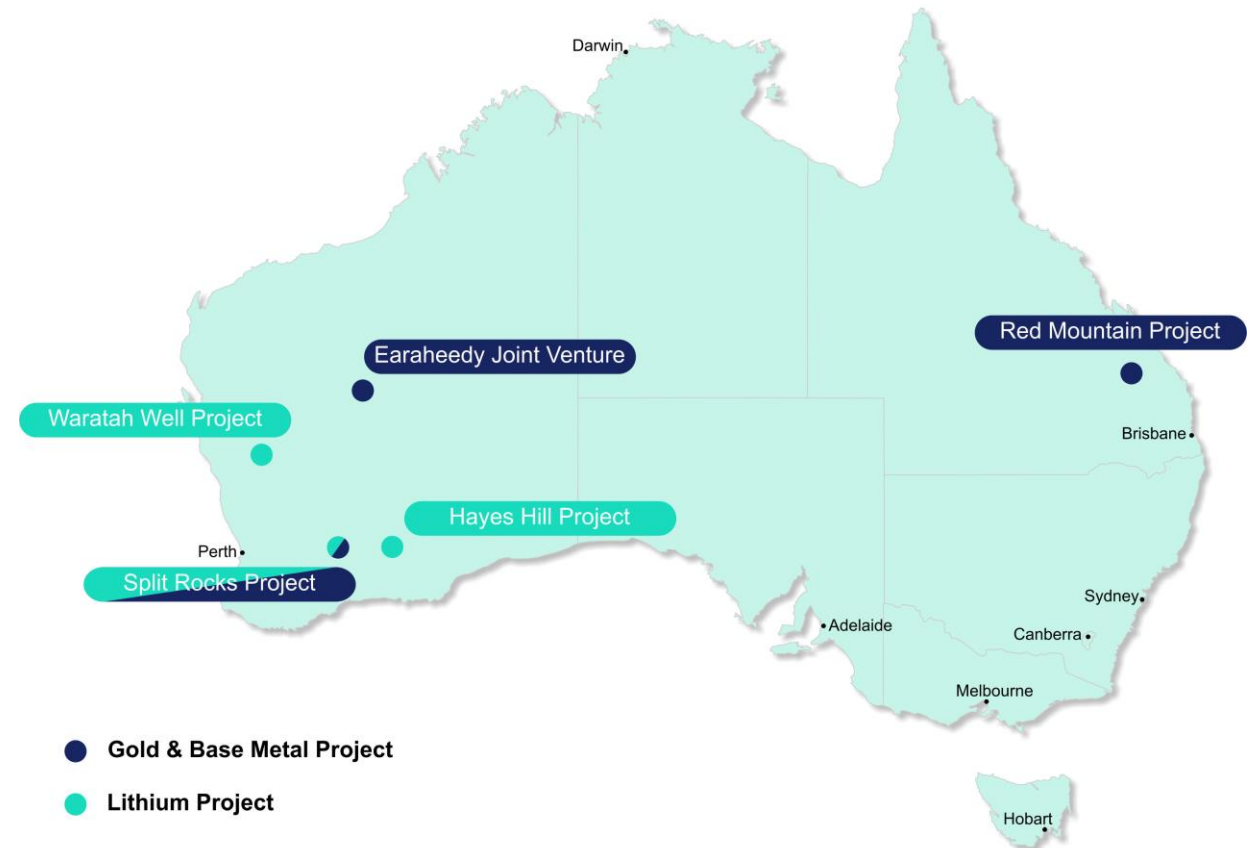 Darwin
Red Mountain Project
Earaheedy Joint Venture
Waratah Well Project
Brisbane
Hayes Hill Project
Perth
Split Rocks Project
Sydney
Adelaide
Canberra
Melbourne
Gold & Base Metal Project
Lithium Project
Hobart